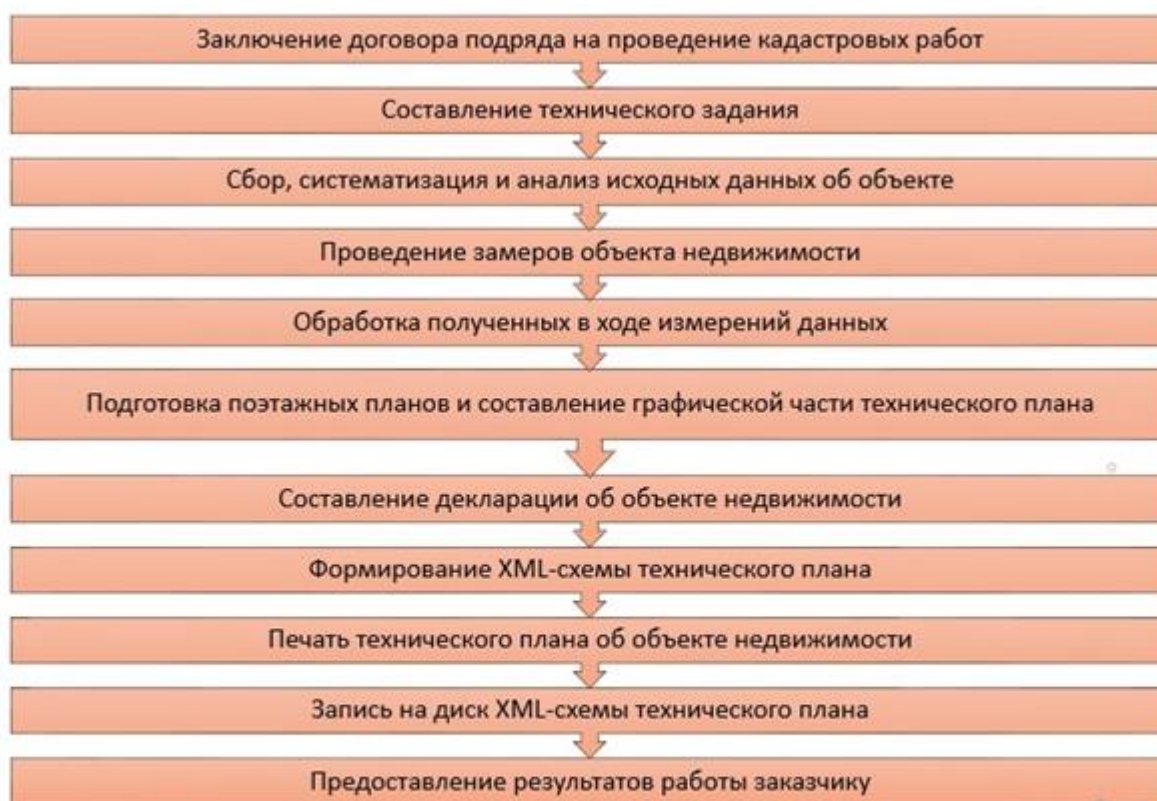 Заключение договора подряда на проведение кадастровых работ
Составление технического задания
Сбор, систематизация и анализ исходных данных об объекте
Проведение замеров объекта недвижимости
Обработка полученных в ходе измерений данных
Подготовка поэтажных планов и составление графической части технического плана
Составление декларации об объекте недвижимости
Формирование XML-схемы технического плана
Печать технического плана об объекте недвижимости
Запись на диск XML-схемы технического плана
Предоставление результатов работы заказчику